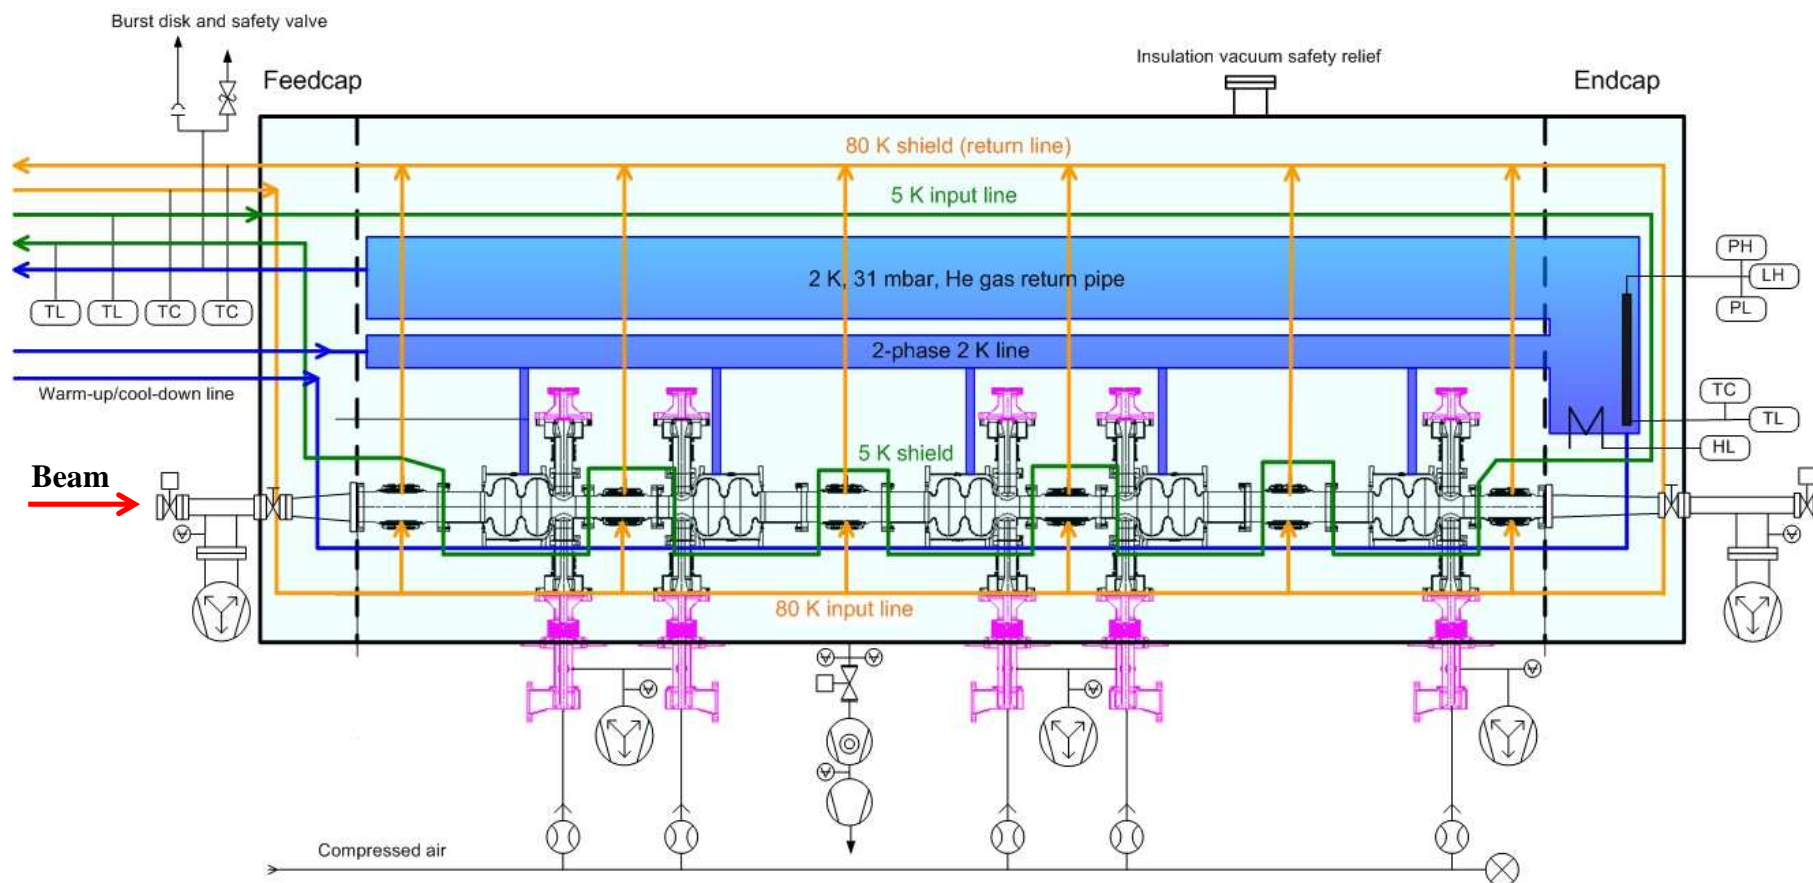 Burst disk and safety valve
Insulation vacuum safety relief
Feedcap
Endcap
80 K shield (return line)
5 K input line
PH
2 K, 31 mbar, He gas return pipe
LH
TL
TL
TC
TC
PL
2-phase 2 K line
Warm-up/cool-down line
TC
TL
5 K shield
HL
Beam
80 K input line
Compressed air